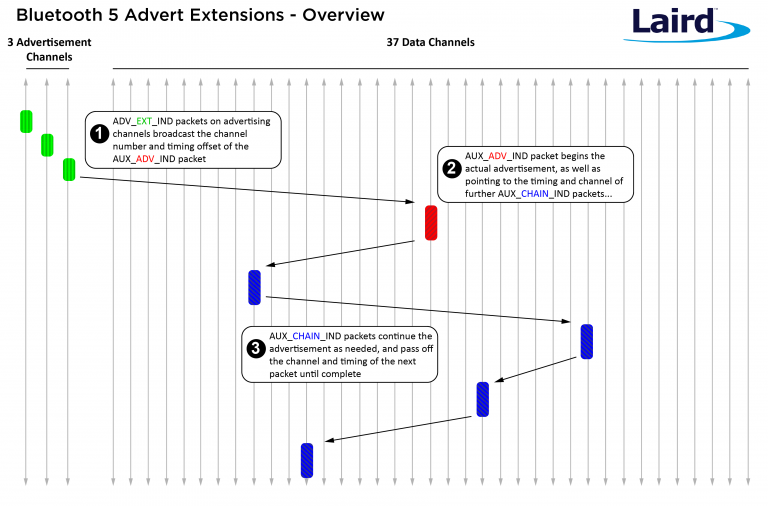 Bluetooth 5 Advert Extensions - Overview
Laird™
3 Advertisement
Channels
37 Data Channels
1
ADV_EXT_IND packets on advertising
channels broadcast the channel
number and timing offset of the
AUX_ADV_IND packet
2
AUX_ADV_IND packet begins the
actual advertisement, as well as
pointing to the timing and channel of
further AUX_CHAIN_IND packets...
3
AUX_CHAIN_IND packets continue the
advertisement as needed, and pass off
the channel and timing of the next
packet until complete